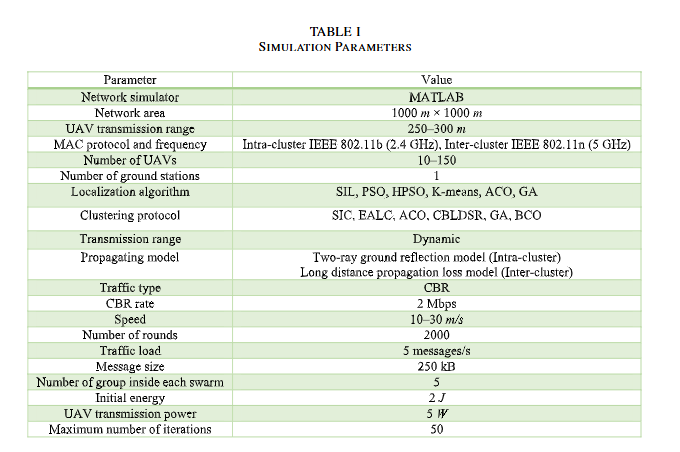 TABLE I
SIMULATION PARAMETERS
Parameter Value
Network simulator MATLAB
Network area 1000 m × 1000 m
UAV transmission range 250–300 m
MAC protocol and frequency Intra-cluster IEEE 802.11b (2.4 GHz), Inter-cluster IEEE 802.11n (5 GHz)
Number of UAVs 10–150
Number of ground stations 1
Localization algorithm SIL, PSO, HPSO, K-means, ACO, GA
Clustering protocol SIC, EALC, ACO, CBLDSR, GA, BCO
Transmission range Dynamic
Propagating model Two-ray ground reflection model (Intra-cluster)
Long distance propagation loss model (Inter-cluster)
Traffic type CBR
CBR rate 2 Mbps
Speed 10–30 m/s
Number of rounds 2000
Traffic load 5 messages/s
Message size 250 kB
Number of group inside each swarm 5
Initial energy 2 J
UAV transmission power 5 W
Maximum number of iterations 50